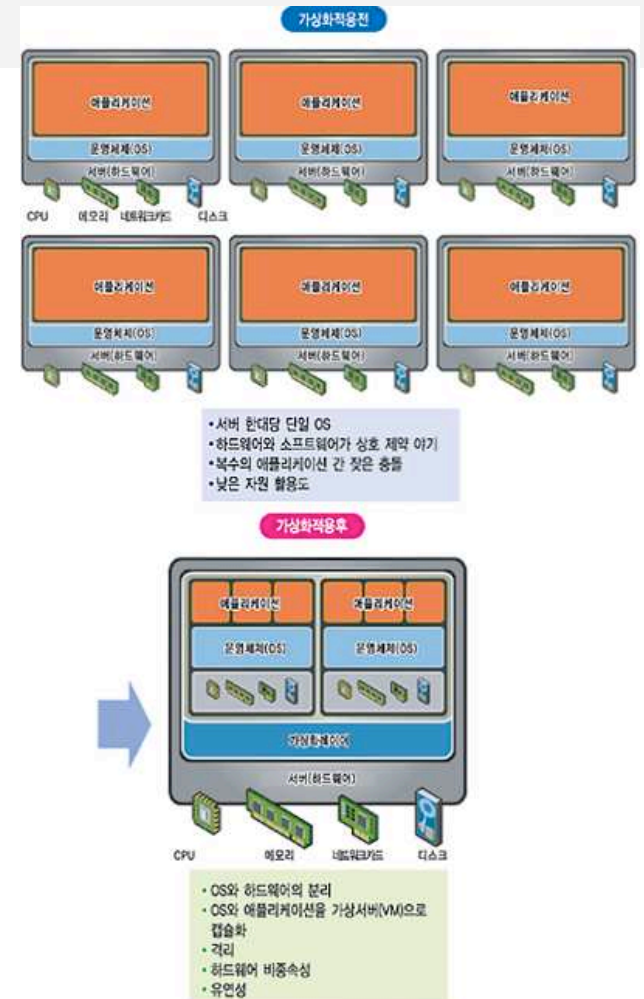 가상화적용전
애플리케이션
애플리케이션
애플리케이션
운영체제(OS)
운영체제(OS)
운영체제(OS)
서버(하드웨어)
서버(하드웨어)
서버(하드웨어)
CPU 메모리 네트워크카드 디스크
애플리케이션
애플리케이션
애플리케이션
운영체제(OS)
운영체제(OS)
운영체제(OS)
서버(하드웨어)
서버(하드웨어)
서버(하드웨어)
•서버 한대당 단일 OS
•하드웨어와 소프트웨어가 상호 제약 야기
•복수의 애플리케이션 간 잦은 충돌
•낮은 자원 활용도
가상화적용후
애플리케이션
애플리케이션
운영체제(OS)
운영체제(OS)
가상화레이어
서버(하드웨어)
CPU 메모리 네트워크카드 디스크
• OS와 하드웨어의 분리
• OS와 애플리케이션을 가상서버(VM)으로
캡슐화
• 격리
• 하드웨어 비종속성
• 유연성